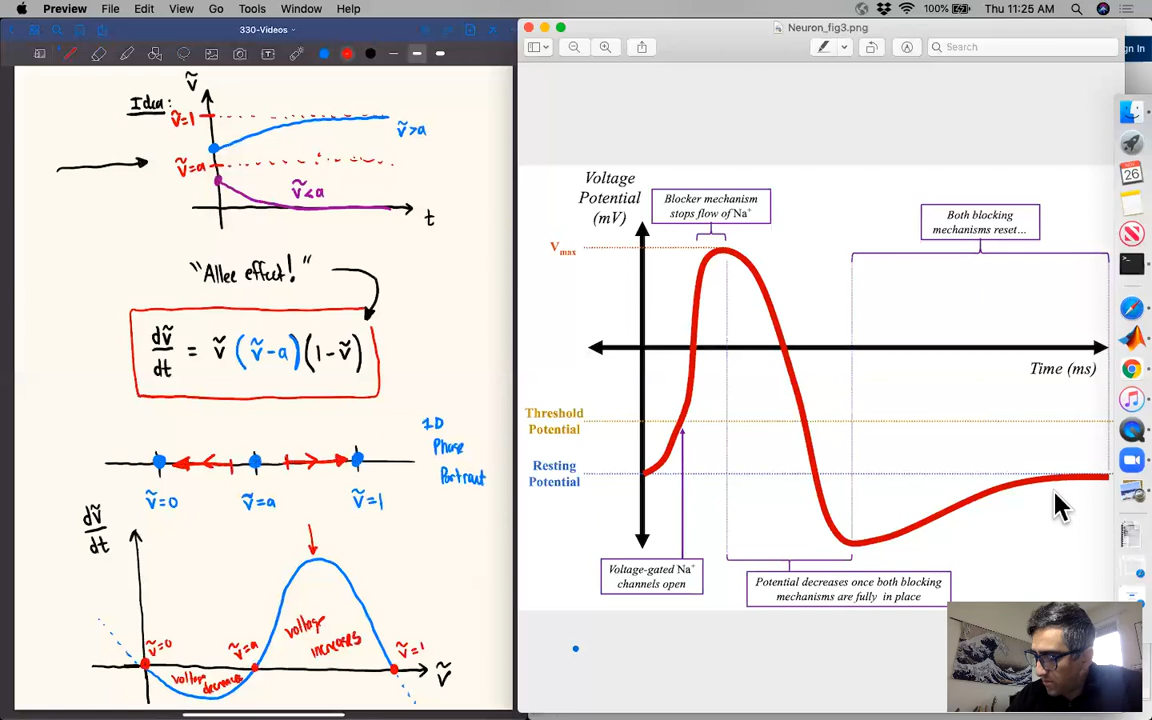 Preview File Edit View Go Tools Window Help 100% Thu 11:25 AM
330-Videos
Idea:
ṽ
ṽ=1
ṽ>a
ṽ=a
ṽ<a
t
"Allee effect!"
dṽ/dt = ṽ (ṽ-a)(1-ṽ)
1D
Phase
Portrait
ṽ=0 ṽ=a ṽ=1
dṽ/dt
ṽ=0
ṽ=a
voltage
increases
ṽ=1
voltage
decreases
ṽ
Neuron_fig3.png
Search
Sign In
Voltage
Potential
(mV)
Blocker mechanism
stops flow of Na⁺
Both blocking
mechanisms reset...
Vmax
Time (ms)
Threshold
Potential
Resting
Potential
Voltage-gated Na⁺
channels open
Potential decreases once both blocking
mechanisms are fully in place
26